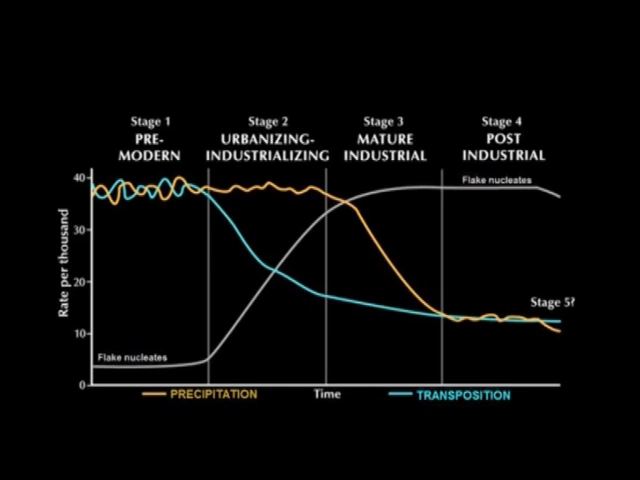 Stage 1
PRE-
MODERN
Stage 2
URBANIZING-
INDUSTRIALIZING
Stage 3
MATURE
INDUSTRIAL
Stage 4
POST
INDUSTRIAL
Flake nucleates
40
30
20
10
0
Rate per thousand
Stage 5?
Flake nucleates
PRECIPITATION
Time
TRANSPOSITION